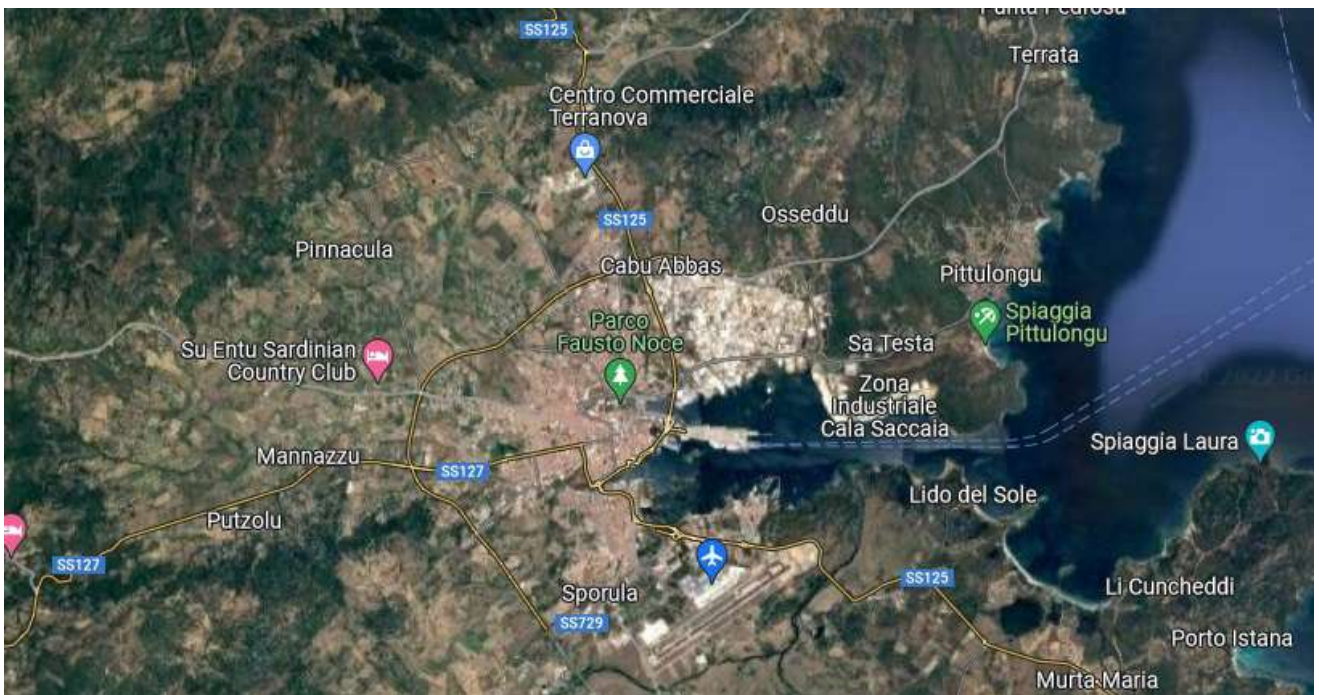 Punta Pedrosa
SS125
Terrata
Centro Commerciale
Terranova
Osseddu
SS125
Pinnacula
Cabu Abbas
Pittulongu
Spiaggia
Pittulongu
Parco
Fausto Noce
Sa Testa
Su Entu Sardinian
Country Club
Zona
Industriale
Cala Saccaia
Spiaggia Laura
Mannazzu
SS127
Lido del Sole
Putzolu
SS127
SS125
Li Cuncheddi
Sporula
SS729
Porto Istana
Murta Maria